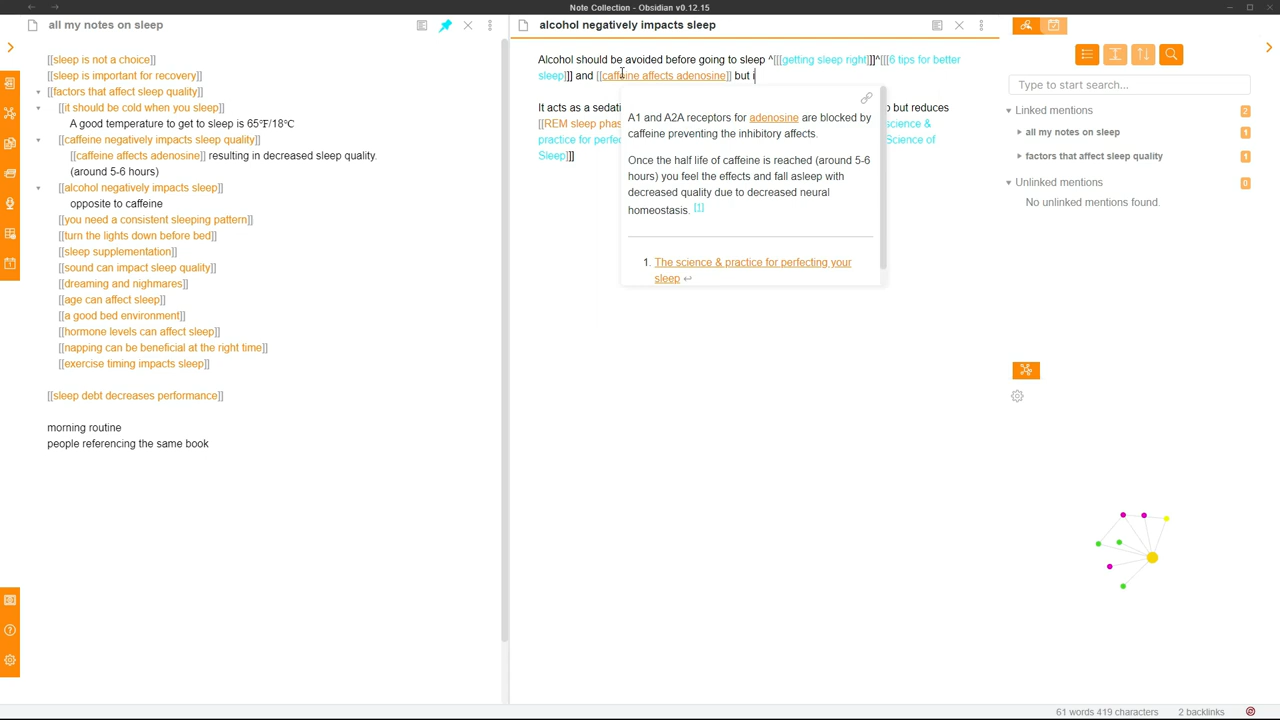 Note Collection - Obsidian v0.12.15
all my notes on sleep
[[sleep is not a choice]]
[[sleep is important for recovery]]
[[factors that affect sleep quality]]
[[it should be cold when you sleep]]
A good temperature to get to sleep is 65℉/18℃
[[caffeine negatively impacts sleep quality]]
[[caffeine affects adenosine]] resulting in decreased sleep quality.
(around 5-6 hours)
[[alcohol negatively impacts sleep]]
opposite to caffeine
[[you need a consistent sleeping pattern]]
[[turn the lights down before bed]]
[[sleep supplementation]]
[[sound can impact sleep quality]]
[[dreaming and nighmares]]
[[age can affect sleep]]
[[a good bed environment]]
[[hormone levels can affect sleep]]
[[napping can be beneficial at the right time]]
[[exercise timing impacts sleep]]
[[sleep debt decreases performance]]
morning routine
people referencing the same book
alcohol negatively impacts sleep
Alcohol should be avoided before going to sleep ^[[[getting sleep right]]]^[[[6 tips for better
sleep]]] and [[caffeine affects adenosine]] but i
It acts as a sedati
but reduces
[[REM sleep phas
science &
practice for perfec
Science of
Sleep]]]
A1 and A2A receptors for adenosine are blocked by
caffeine preventing the inhibitory affects.
Once the half life of caffeine is reached (around 5-6
hours) you feel the effects and fall asleep with
decreased quality due to decreased neural
homeostasis. [1]
1. The science & practice for perfecting your
sleep ↩
Type to start search...
Linked mentions 2
all my notes on sleep 1
factors that affect sleep quality 1
Unlinked mentions 0
No unlinked mentions found.
61 words 419 characters 2 backlinks